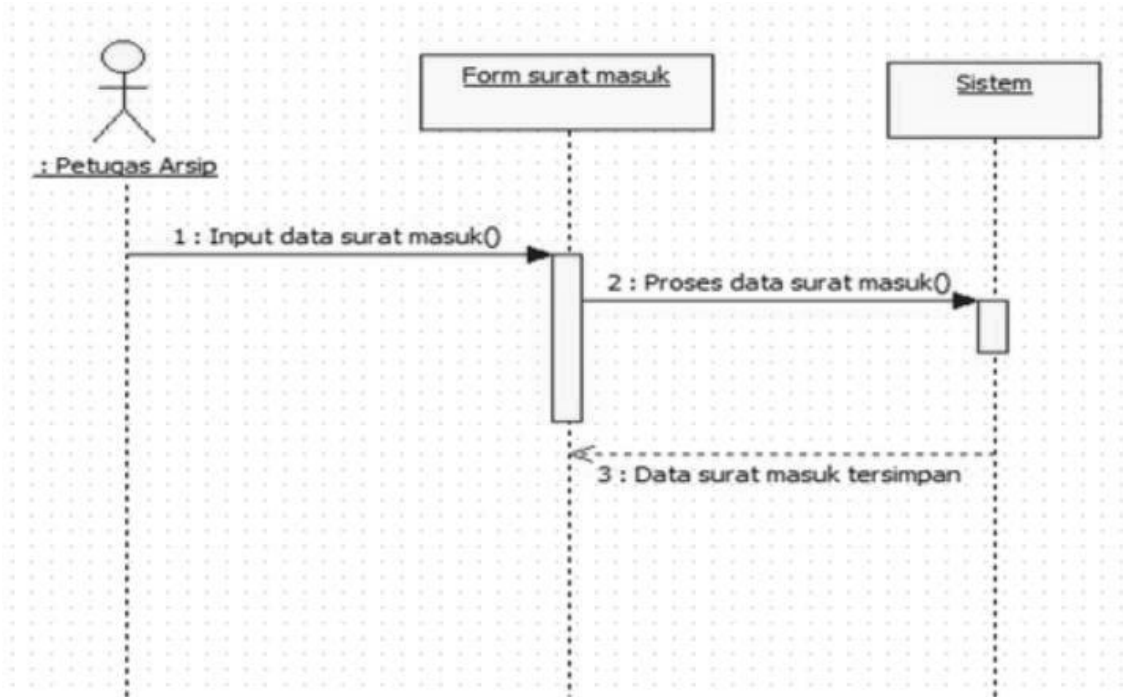 Form surat masuk
Sistem
: Petugas Arsip
1 : Input data surat masuk()
2 : Proses data surat masuk()
3 : Data surat masuk tersimpan